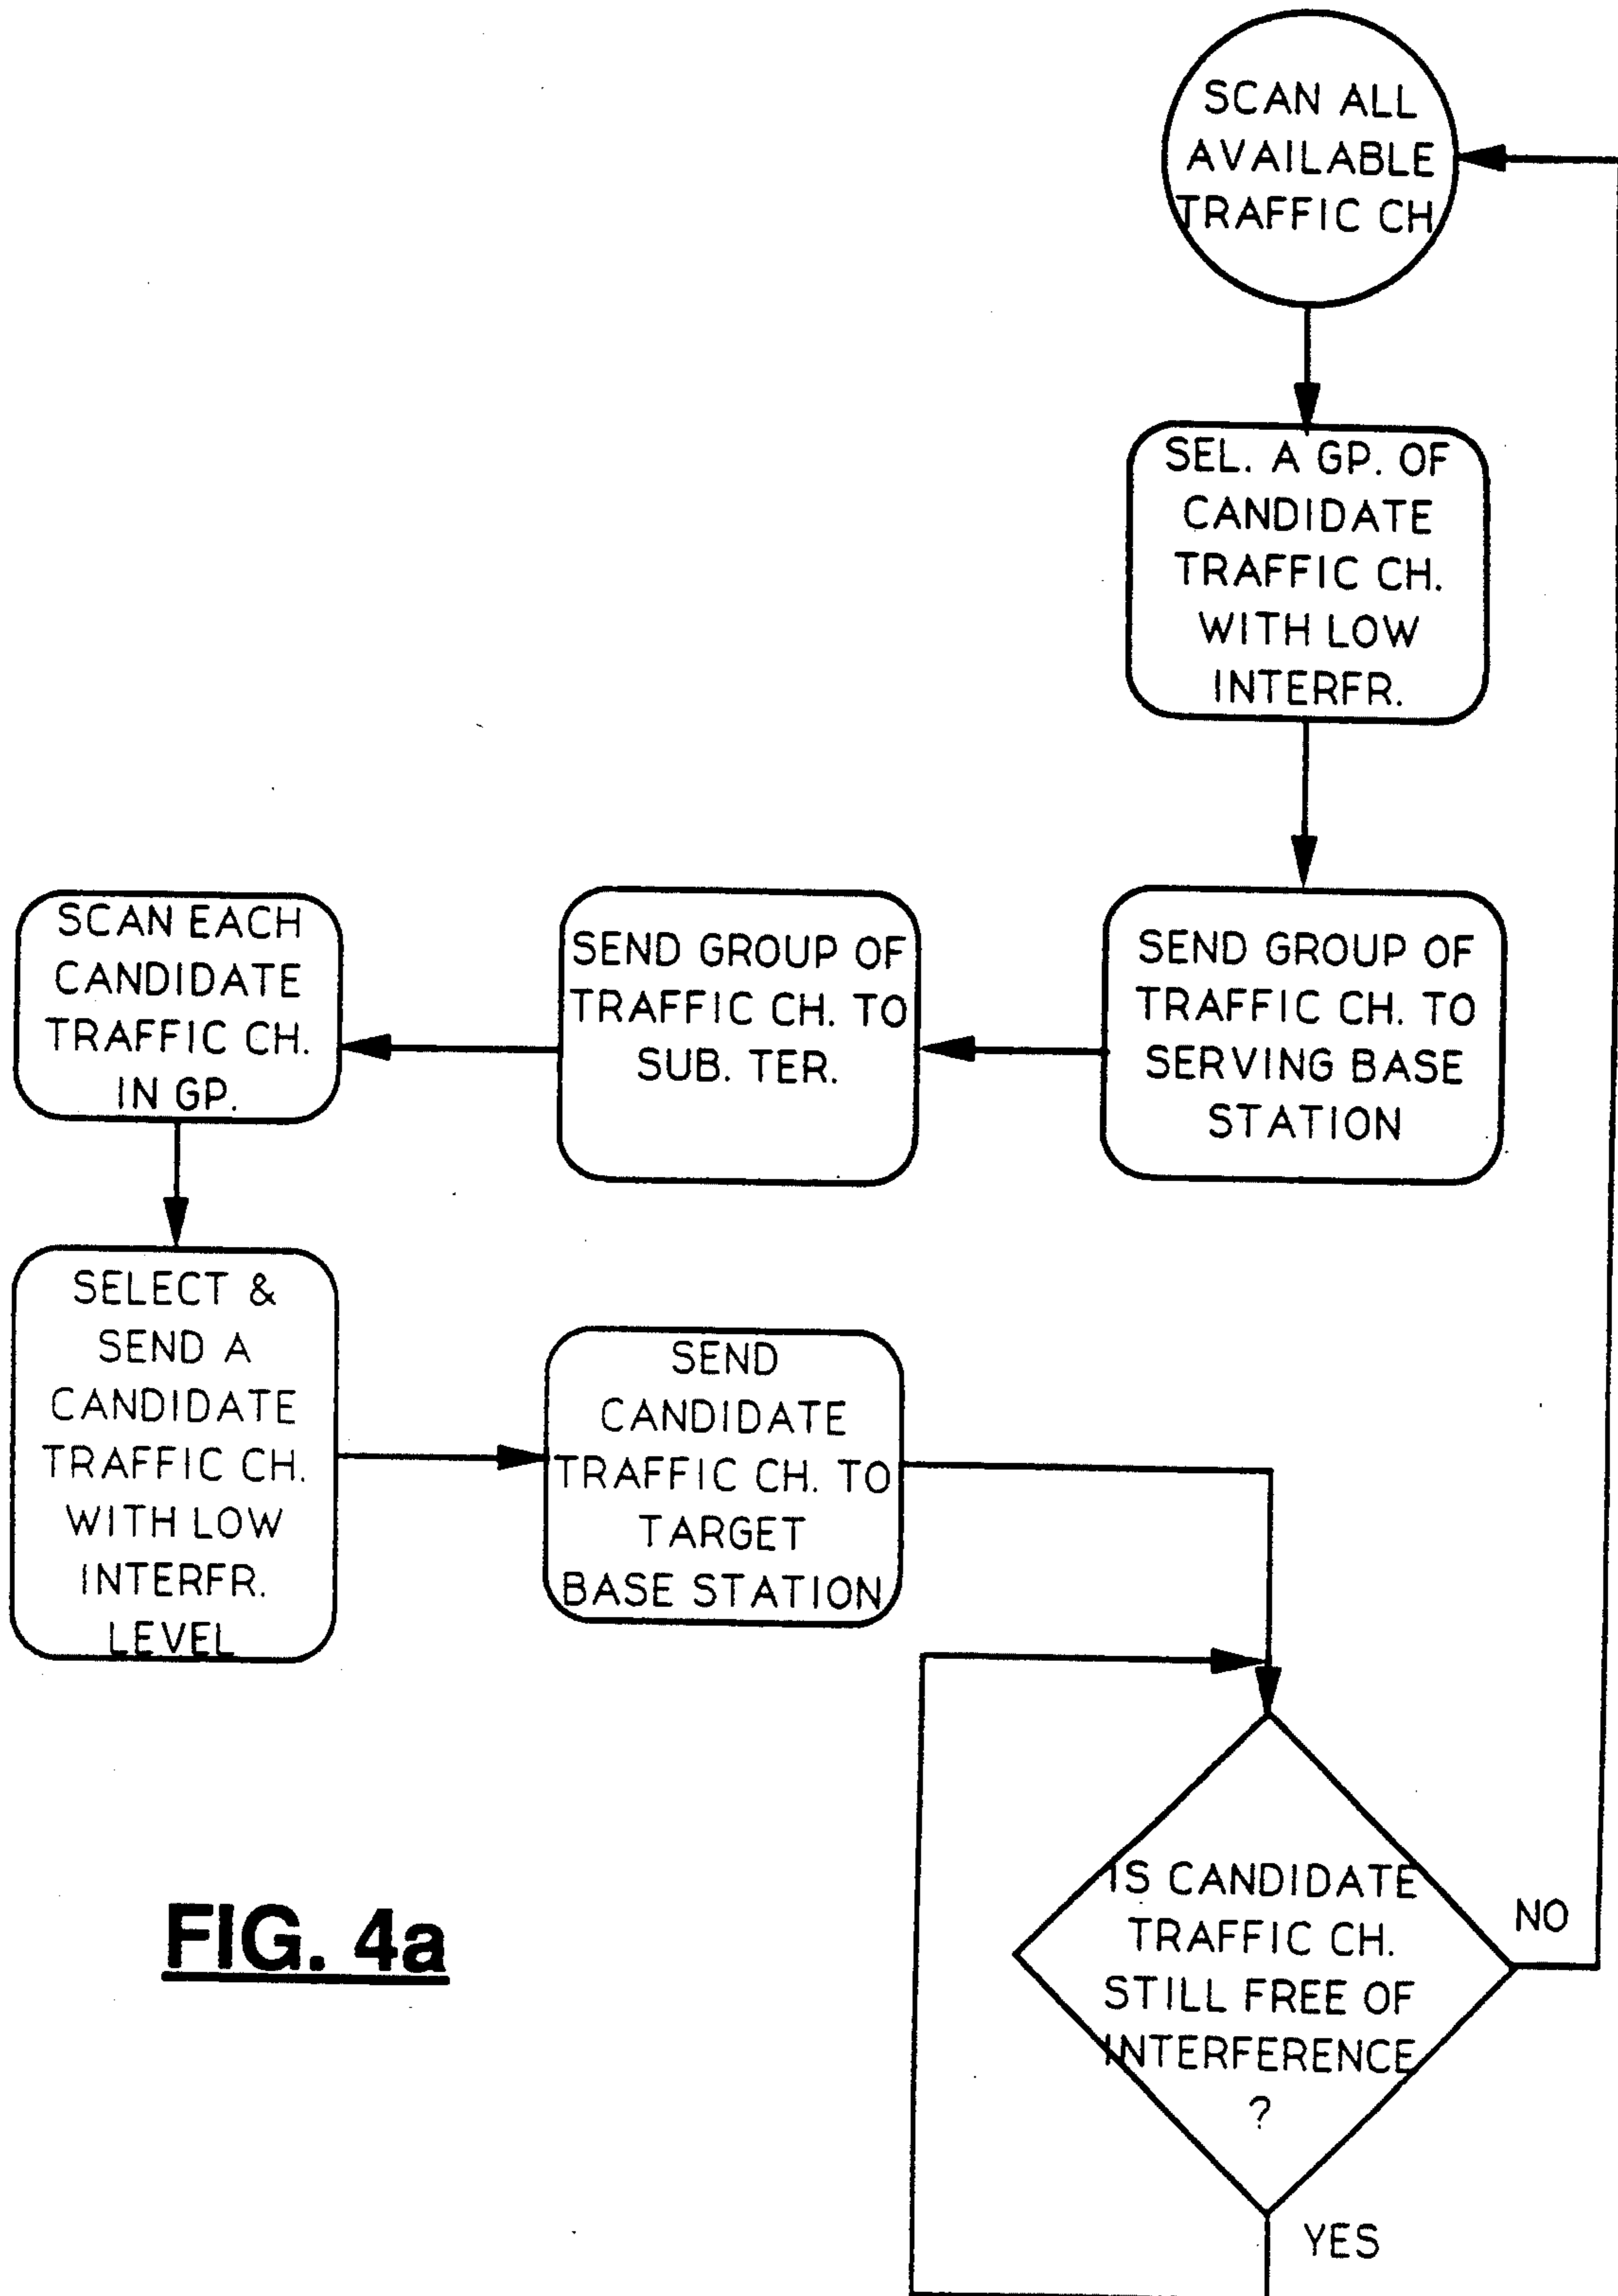 SCAN ALL
AVAILABLE
TRAFFIC CH
SEL. A GP. OF
CANDIDATE
TRAFFIC CH.
WITH LOW
INTERFR.
SEND GROUP OF
TRAFFIC CH. TO
SERVING BASE
STATION
SEND GROUP OF
TRAFFIC CH. TO
SUB. TER.
SCAN EACH
CANDIDATE
TRAFFIC CH.
IN GP.
SELECT &
SEND A
CANDIDATE
TRAFFIC CH.
WITH LOW
INTERFR.
LEVEL
SEND
CANDIDATE
TRAFFIC CH. TO
TARGET
BASE STATION
IS CANDIDATE
TRAFFIC CH.
STILL FREE OF
INTERFERENCE
?
NO
YES
FIG. 4a